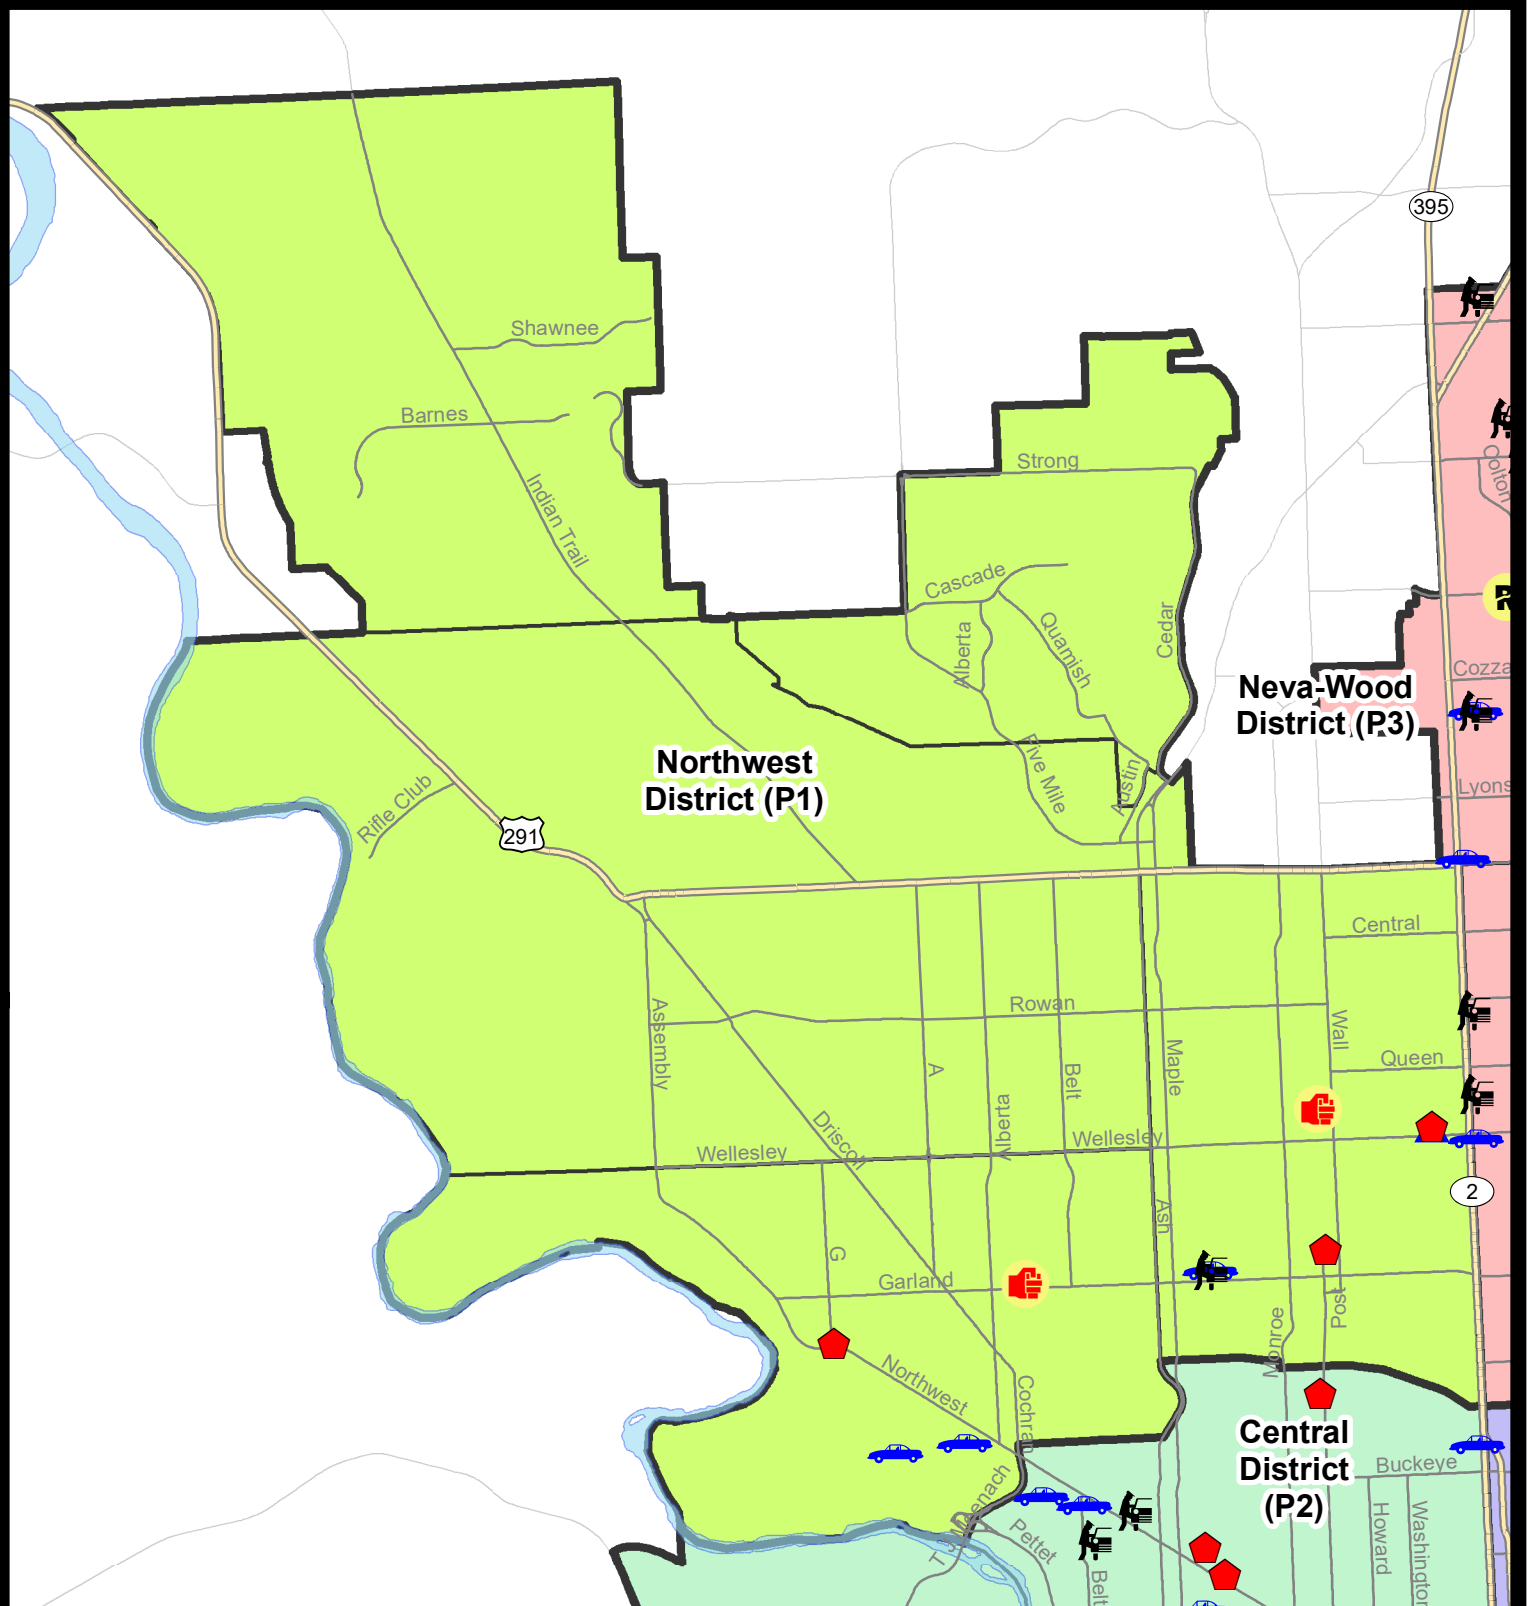 395
Shawnee
Barnes
Strong
Colton
Indian Trail
Cascade
Cedar
Alberta
Quamish
Cozza
Neva-Wood
District (P3)
Northwest
District (P1)
Five Mile
Austin
Lyons
Rifle Club
291
Central
Rowan
Assembly
Wall
Maple
Queen
A
Belt
Alberta
Driscoll
Wellesley
Wellesley
2
Ash
G
Garland
Post
Monroe
Northwest
Cochran
Central
District
(P2)
Buckeye
Pettet
Howard
Washington
Belt